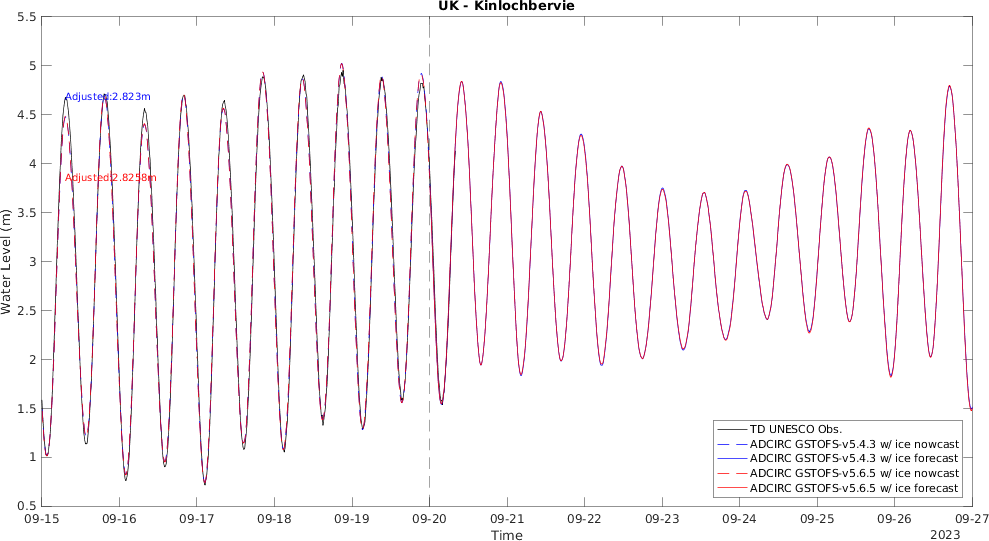 UK - Kinlochbervie
5.5
5
4.5
4
3.5
3
2.5
2
1.5
1
0.5
Water Level (m)
Adjusted:2.823m
Adjusted:2.8258m
TD UNESCO Obs.
ADCIRC GSTOFS-v5.4.3 w/ ice nowcast
ADCIRC GSTOFS-v5.4.3 w/ ice forecast
ADCIRC GSTOFS-v5.6.5 w/ ice nowcast
ADCIRC GSTOFS-v5.6.5 w/ ice forecast
09-15 09-16 09-17 09-18 09-19 09-20 09-21 09-22 09-23 09-24 09-25 09-26 09-27
Time
2023